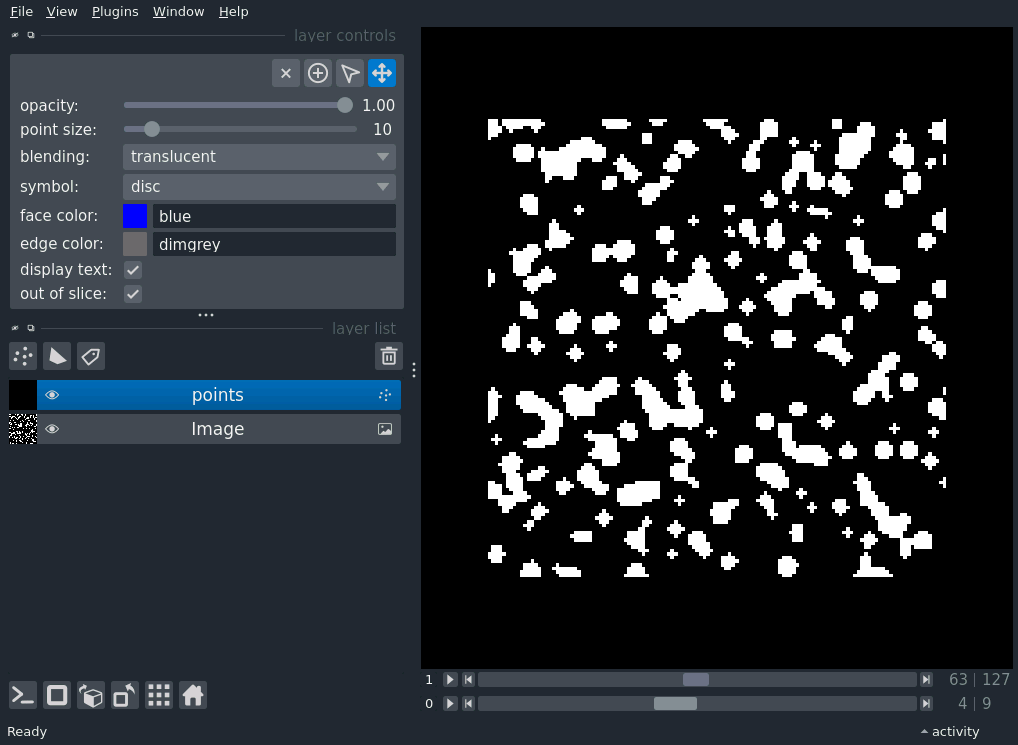 File View Plugins Window Help
layer controls
opacity: 1.00
point size: 10
blending: translucent
symbol: disc
face color: blue
edge color: dimgrey
display text:
out of slice:
layer list
points
Image
1 63 | 127
0 4 | 9
Ready activity